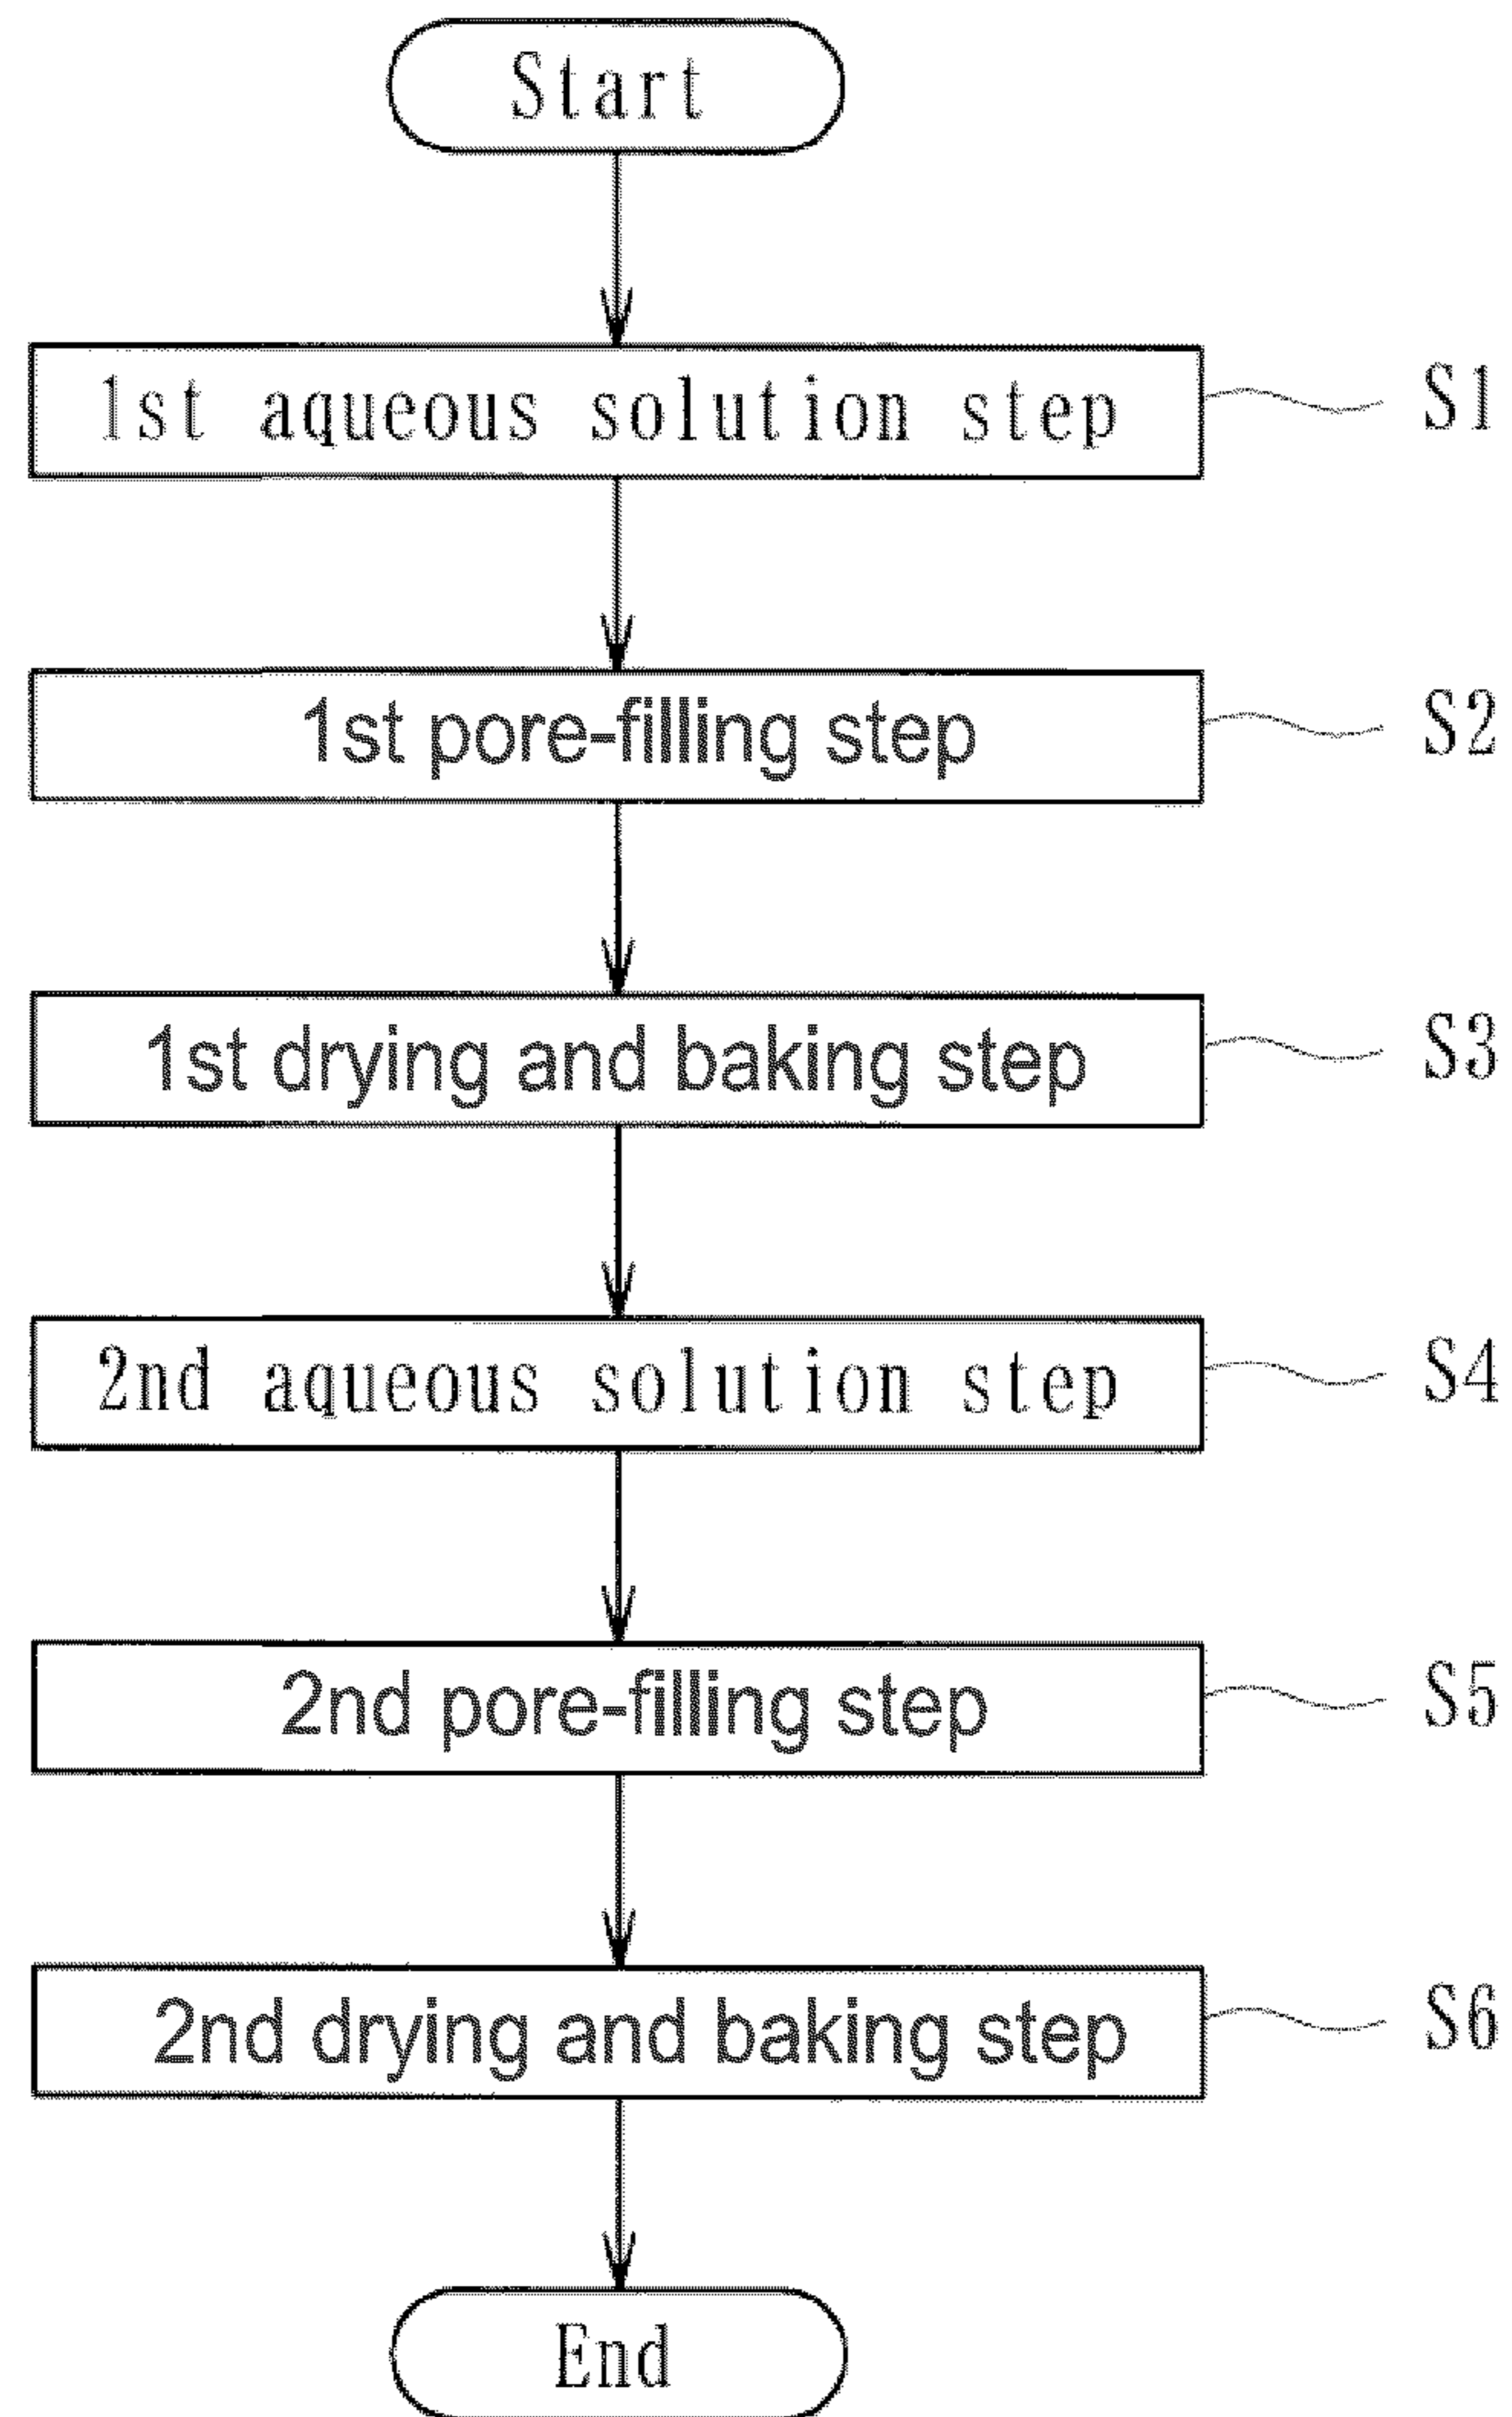 Start
1st aqueous solution step S1
1st pore-filling step S2
1st drying and baking step S3
2nd aqueous solution step S4
2nd pore-filling step S5
2nd drying and baking step S6
End